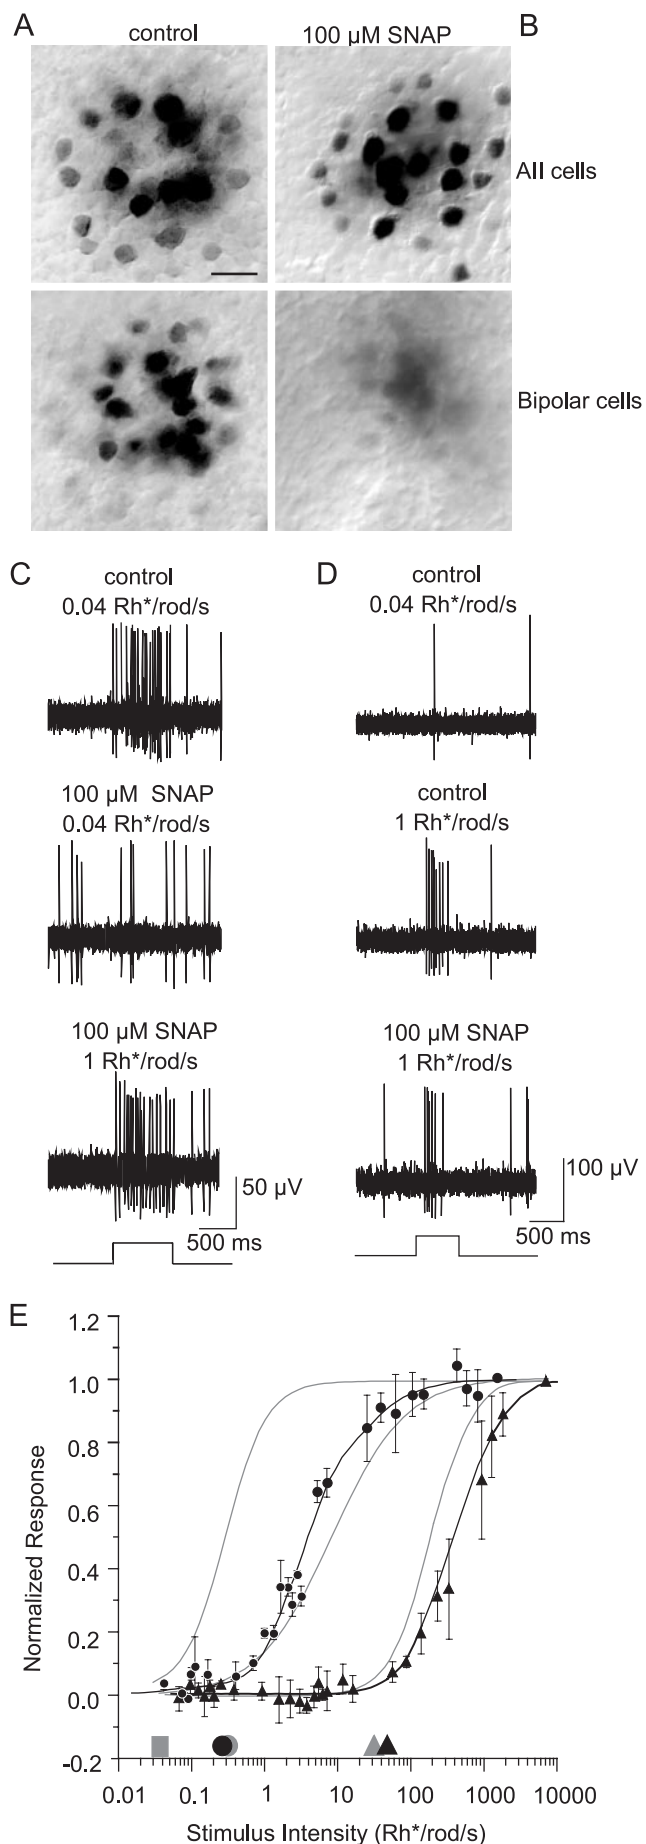 A
control
100 µM SNAP
B
AII cells
Bipolar cells
C
control
0.04 Rh*/rod/s
100 µM SNAP
0.04 Rh*/rod/s
100 µM SNAP
1 Rh*/rod/s
50 µV
500 ms
D
control
0.04 Rh*/rod/s
control
1 Rh*/rod/s
100 µM SNAP
1 Rh*/rod/s
100 µV
500 ms
E
1.2
1.0
0.8
0.6
0.4
0.2
0.0
-0.2
Normalized Response
0.01
0.1
1
10
100
1000
10000
Stimulus Intensity (Rh*/rod/s)